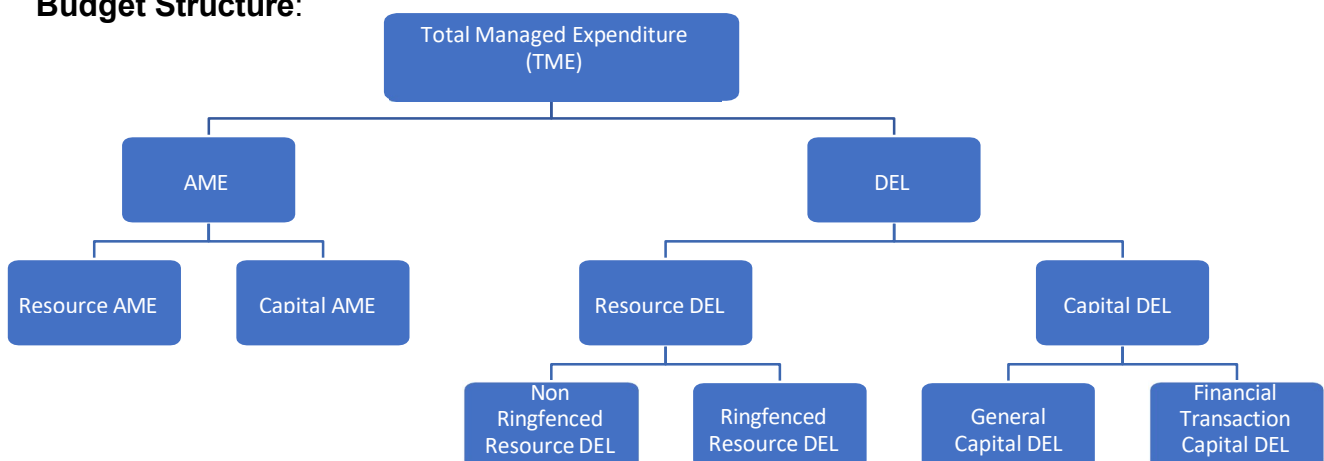 Budget Structure:
Total Managed Expenditure
(TME)
AME
DEL
Resource AME
Capital AME
Resource DEL
Capital DEL
Non
Ringfenced
Resource DEL
Ringfenced
Resource DEL
General
Capital DEL
Financial
Transaction
Capital DEL